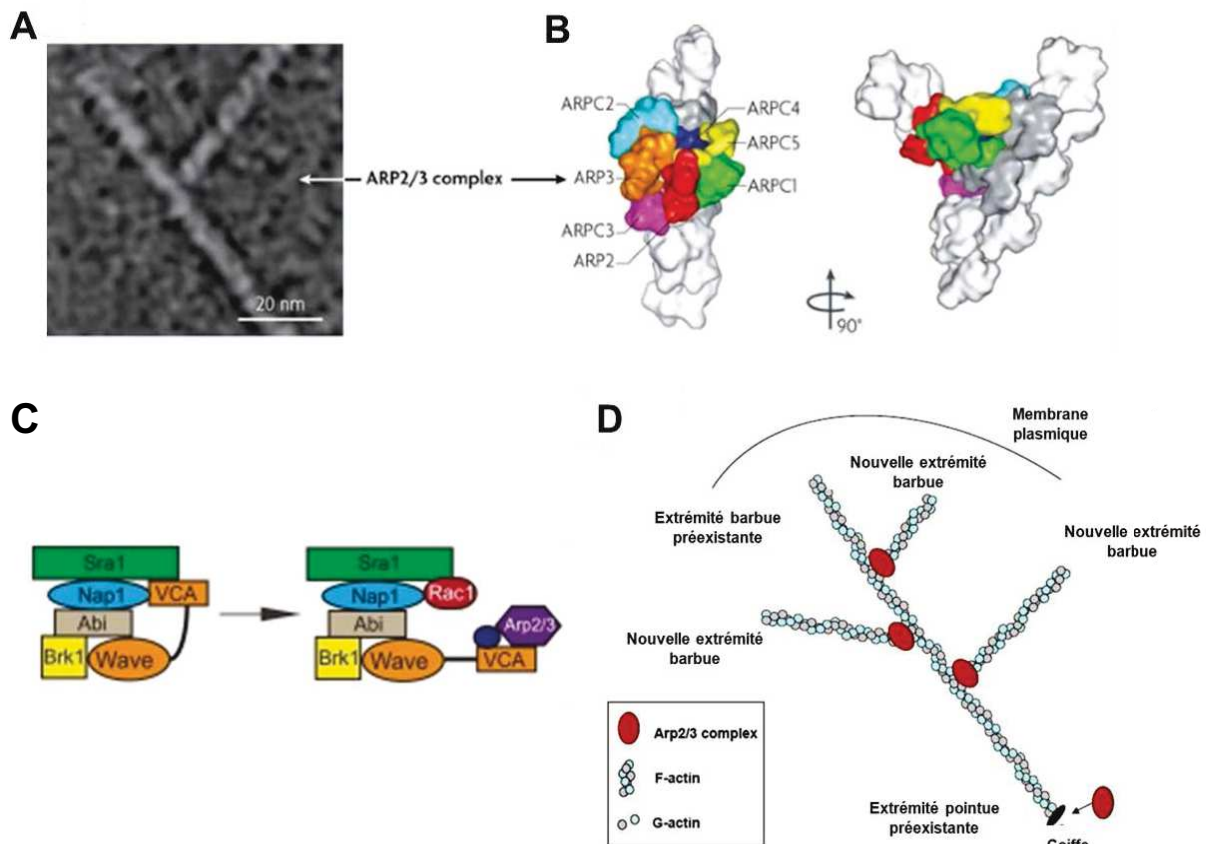 A
20 nm
ARP2/3 complex
B
ARPC2
ARP3
ARPC3
ARP2
ARPC4
ARPC5
ARPC1
90°
C
Sra1
Nap1
VCA
Abi
Brk1
Wave
Sra1
Nap1
Rac1
Abi
Arp2/3
Brk1
Wave
VCA
D
Membrane
plasmique
Nouvelle extrémité
barbue
Extrémité barbue
préexistante
Nouvelle extrémité
barbue
Nouvelle extrémité
barbue
Arp2/3 complex
F-actin
G-actin
Extrémité pointue
préexistante
Coiffe